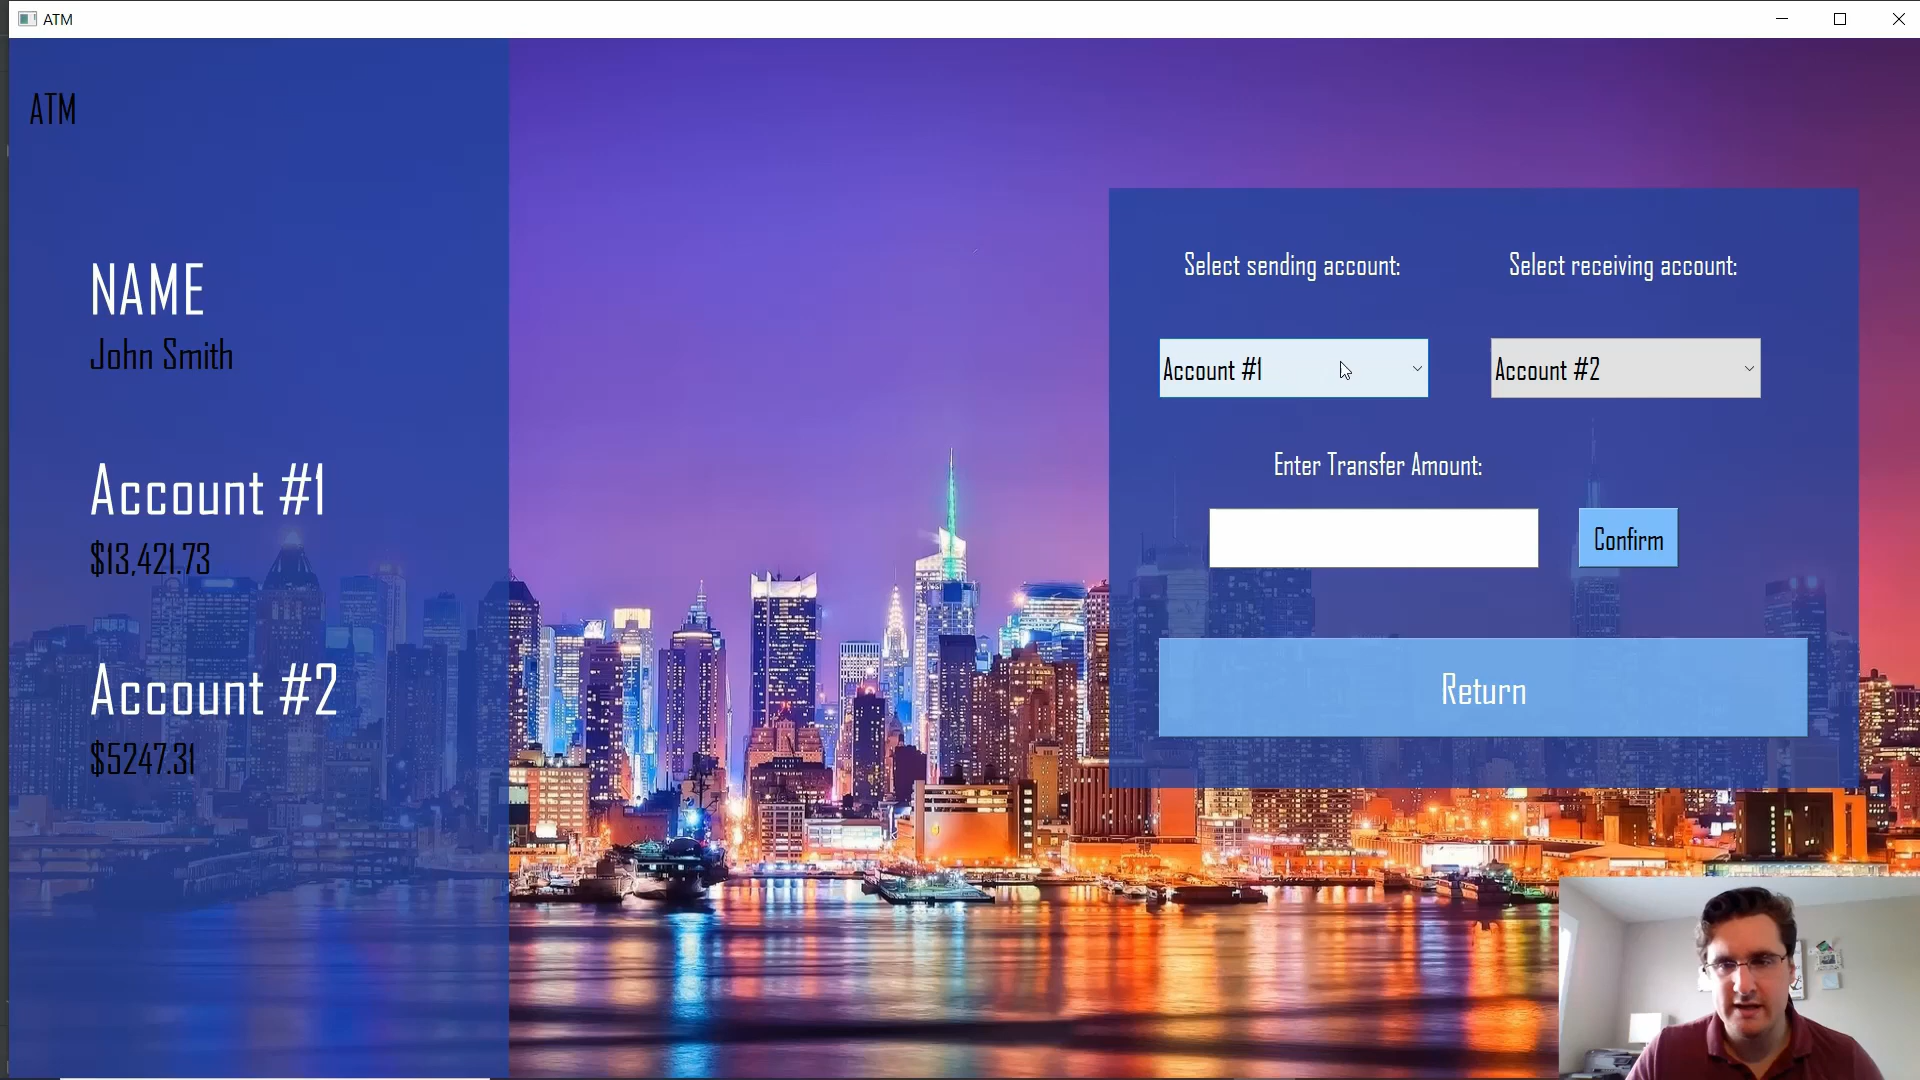 ATM
ATM
NAME
John Smith
Account #1
$13,421.73
Account #2
$5247.31
Select sending account:
Select receiving account:
Account #1
Account #2
Enter Transfer Amount:
Confirm
Return